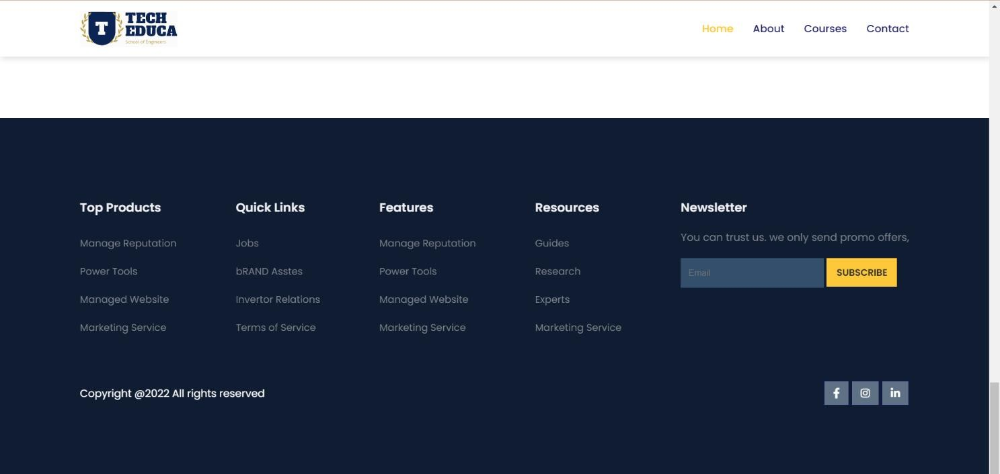 T
TECH
EDUCA
School of Engineers
Home About Courses Contact
Top Products
Manage Reputation
Power Tools
Managed Website
Marketing Service
Quick Links
Jobs
bRAND Asstes
Invertor Relations
Terms of Service
Features
Manage Reputation
Power Tools
Managed Website
Marketing Service
Resources
Guides
Research
Experts
Marketing Service
Newsletter
You can trust us. we only send promo offers,
Email
SUBSCRIBE
Copyright @2022 All rights reserved
f
in